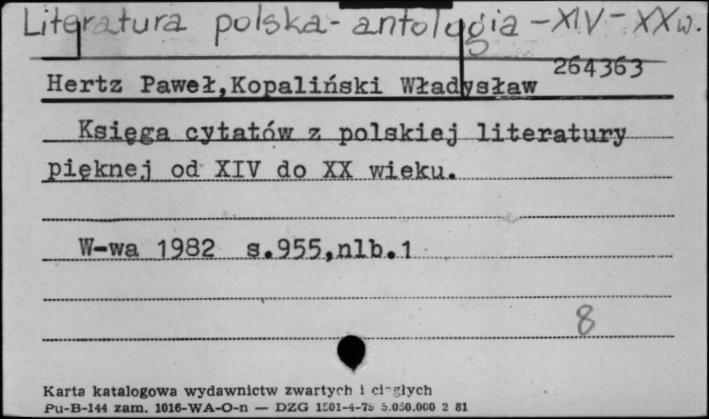 Literatura polska - antologia - XIV - XX w.
264363
Hertz Paweł,Kopaliński Władysław
Księga cytatów z polskiej literatury
pięknej od XIV do XX wieku.
W-wa 1982 s.955,nlb.1
8
Karta katalogowa wydawnictw zwartych i ciągłych
Pu-B-144 zam. 1016-WA-O-n — DZG 1501-4-75 5.050.000 2 81